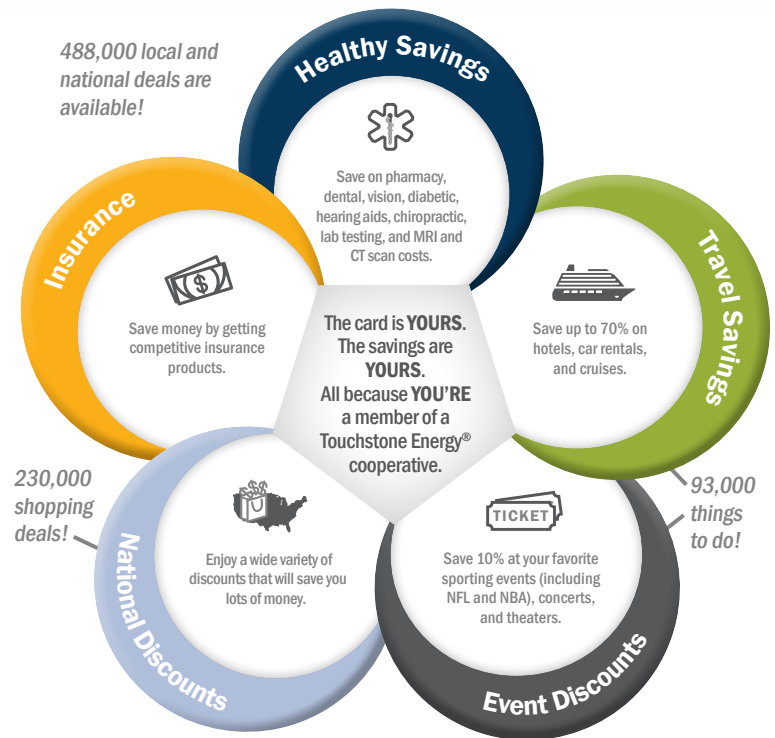 488,000 local and
national deals are
available!
Healthy Savings
Save on pharmacy,
dental, vision, diabetic,
hearing aids, chiropractic,
lab testing, and MRI and
CT scan costs.
Insurance
$
Save money by getting
competitive insurance
products.
Travel Savings
Save up to 70% on
hotels, car rentals,
and cruises.
The card is YOURS.
The savings are
YOURS.
All because YOU’RE
a member of a
Touchstone Energy®
cooperative.
230,000
shopping
deals!
National Discounts
$$$
Enjoy a wide variety of
discounts that will save you
lots of money.
93,000
things
to do!
TICKET
Save 10% at your favorite
sporting events (including
NFL and NBA), concerts,
and theaters.
Event Discounts